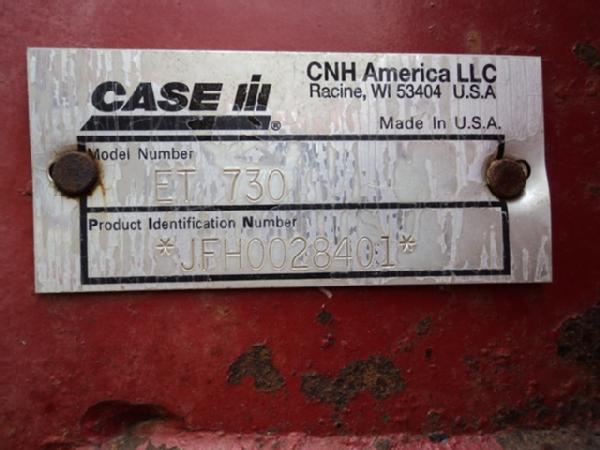 CASE IH ®
CNH America LLC
Racine, WI 53404 U.S.A
Made In U.S.A.
Model Number
ET 730
Product Identification Number
*JFH0028401*